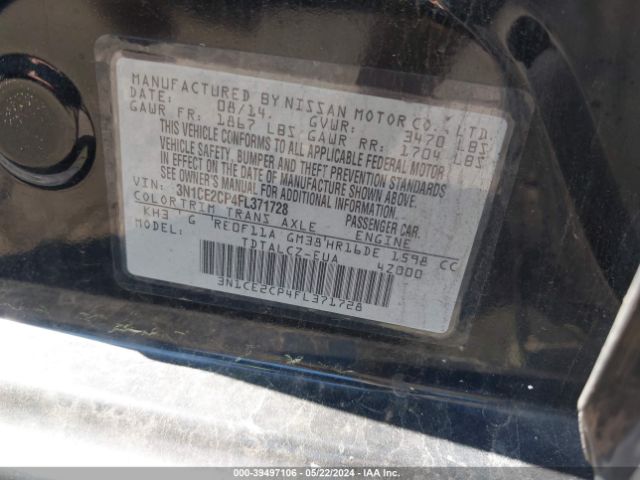 MANUFACTURED BY NISSAN MOTOR CO., LTD.
DATE: 08/14. GVWR: 3470 LBS
GAWR FR: 1867 LBS GAWR RR: 1704 LBS
THIS VEHICLE CONFORMS TO ALL APPLICABLE FEDERAL MOTOR
VEHICLE SAFETY, BUMPER AND THEFT PREVENTION STANDARDS
IN EFFECT ON THE DATE OF MANUFACTURE SHOWN ABOVE.
SEE OWNER'S MANUAL FOR ADDITIONAL INFORMATION.
VIN: 3N1CE2CP4FL371728 PASSENGER CAR.
COLOR TRIM TRANS AXLE ENGINE
KH3 G RE0F11A GM38 HR16DE 1598 CC
TDTALC2-EUA 4Z000
3N1CE2CP4FL371728
000-39497106 - 05/22/2024 - IAA Inc.